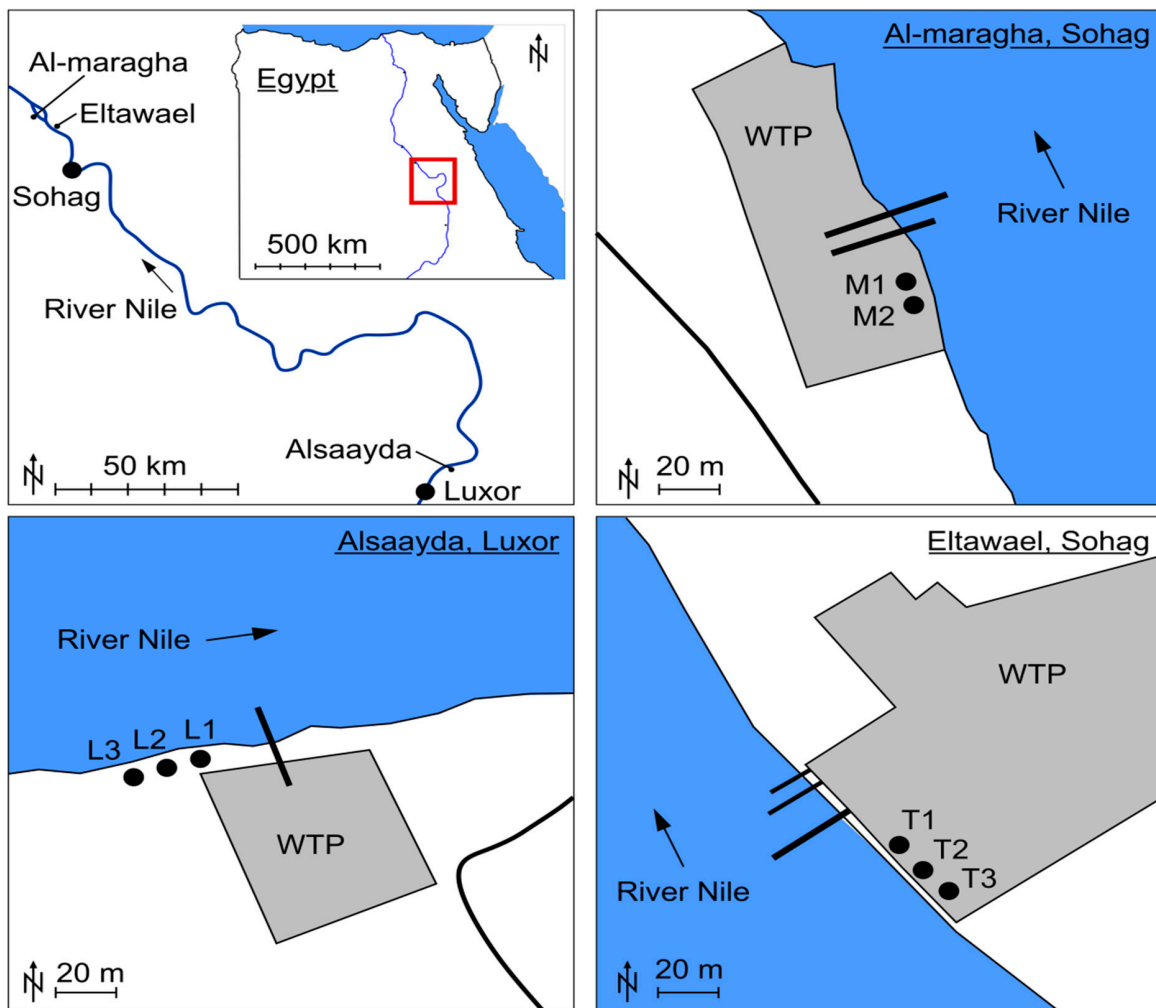 Al-maragha
Eltawael
Sohag
River Nile
Egypt
N
500 km
Alsaayda
Luxor
N
50 km
Al-maragha, Sohag
WTP
River Nile
M1
M2
N
20 m
Alsaayda, Luxor
River Nile
L3 L2 L1
WTP
N
20 m
Eltawael, Sohag
WTP
T1
T2
T3
River Nile
N
20 m